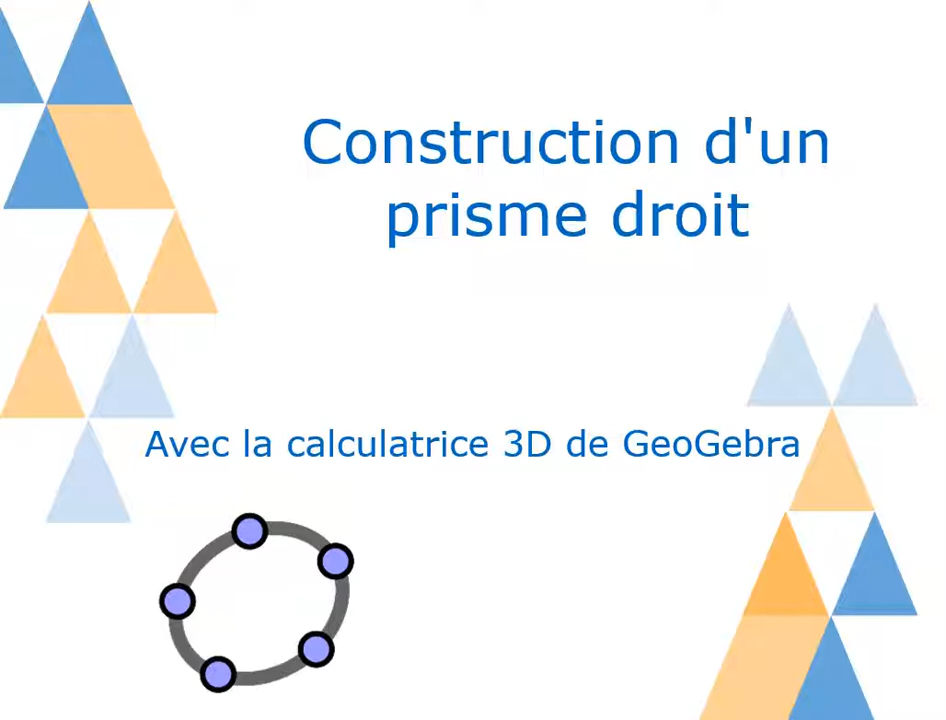 Construction d'un
prisme droit
Avec la calculatrice 3D de GeoGebra